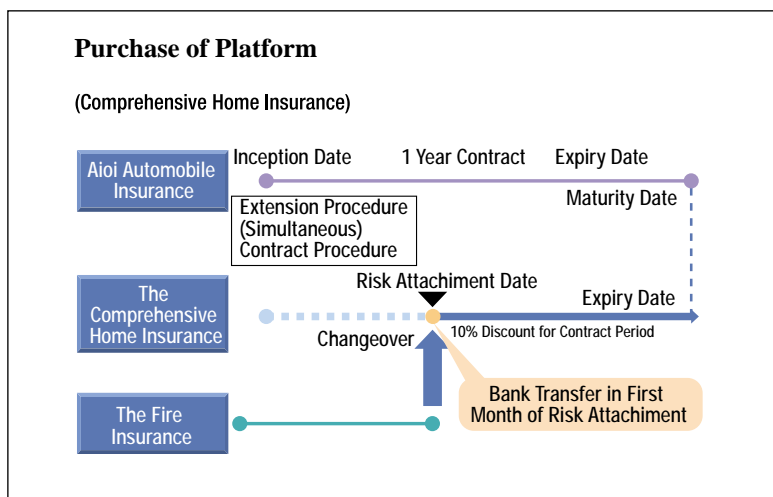 Purchase of Platform
(Comprehensive Home Insurance)
Aioi Automobile
Insurance
Inception Date
1 Year Contract
Expiry Date
Maturity Date
Extension Procedure
(Simultaneous)
Contract Procedure
Risk Attachiment Date
The
Comprehensive
Home Insurance
Expiry Date
Changeover
10% Discount for Contract Period
Bank Transfer in First
Month of Risk Attachiment
The Fire
Insurance